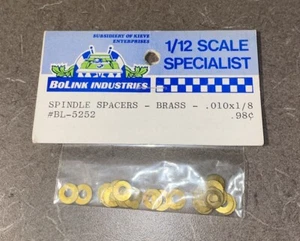 SUBSIDIARY OF KIEVE
ENTERPRISES
1/12 SCALE
SPECIALIST
BOLINK INDUSTRIES
SPINDLE SPACERS - BRASS - .010x1/8
#BL-5252
.98¢